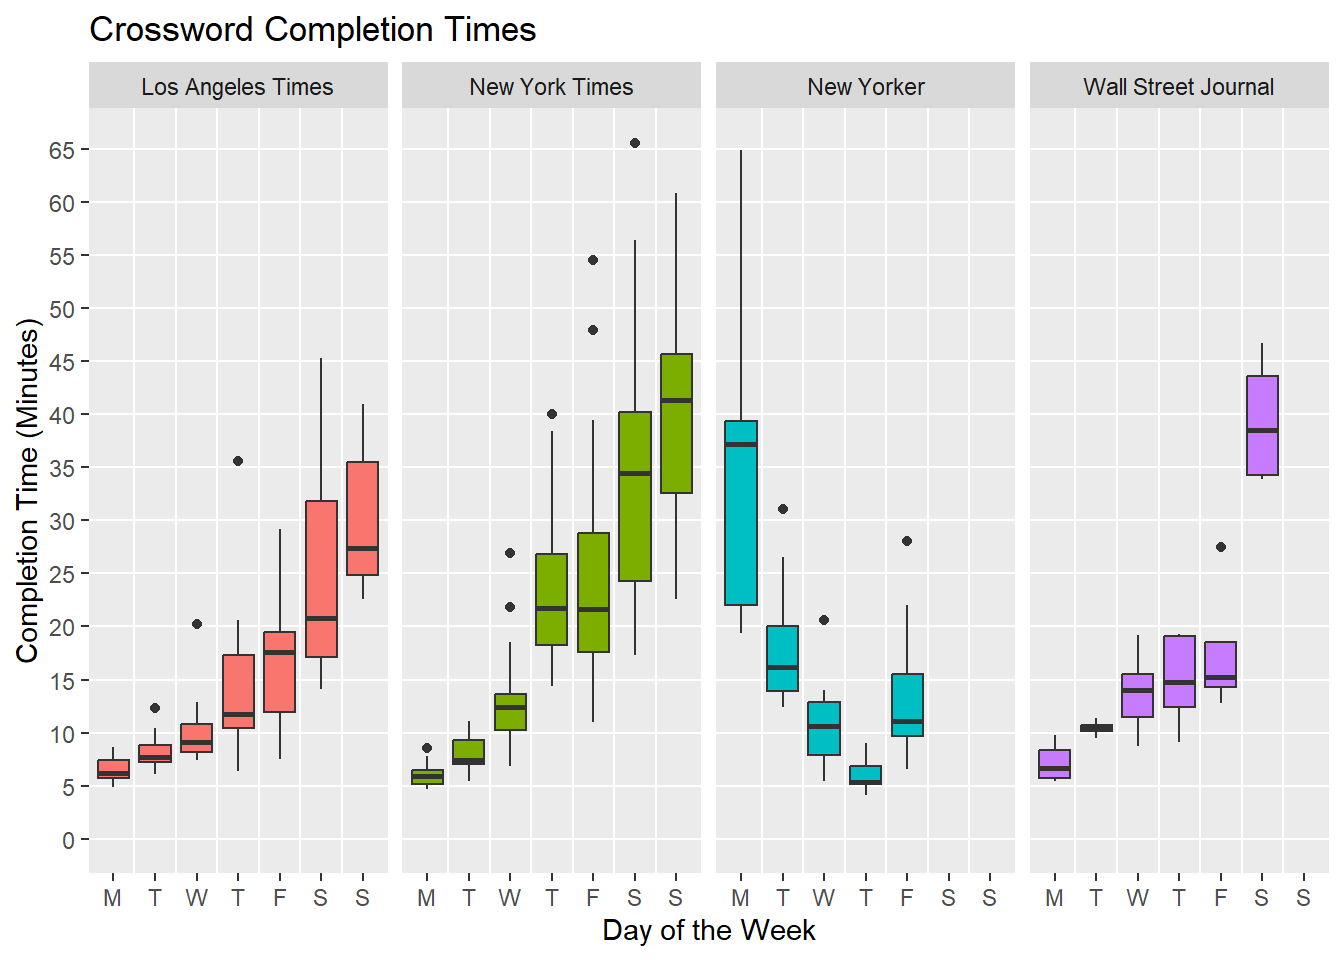 Crossword Completion Times
Los Angeles Times
New York Times
New Yorker
Wall Street Journal
Completion Time (Minutes)
65
60
55
50
45
40
35
30
25
20
15
10
5
0
M T W T F S S
M T W T F S S
M T W T F S S
M T W T F S S
Day of the Week